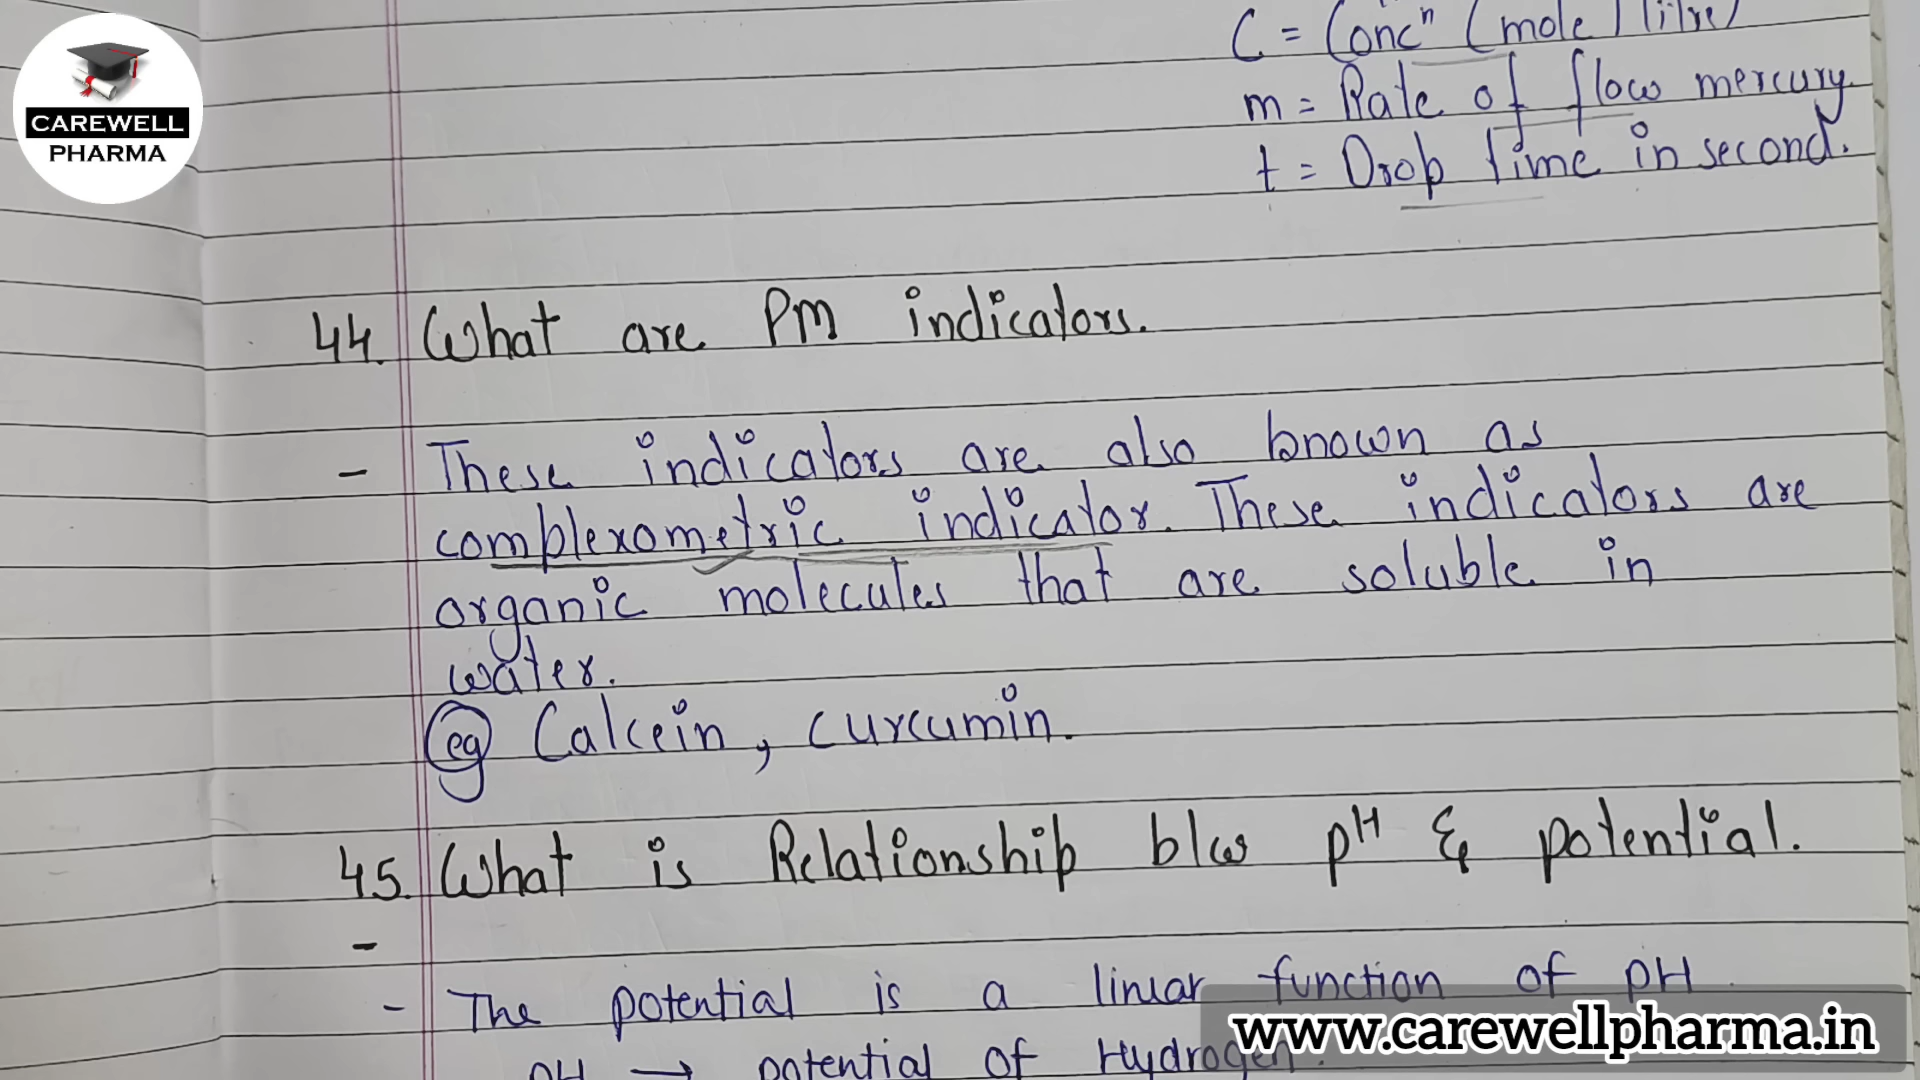 CAREWELL
PHARMA
C = Concn (mole / litre)
m = Rate of flow mercury.
t = Drop time in second.
44. What are PM indicators.
- These indicators are also known as
complexometric indicator. These indicators are
organic molecules that are soluble in
water.
eg Calcein, curcumin.
45. What is Relationship b/w pH & potential.
-
- The potential is a linear function of pH.
pH → potential of Hydrogen.
www.carewellpharma.in